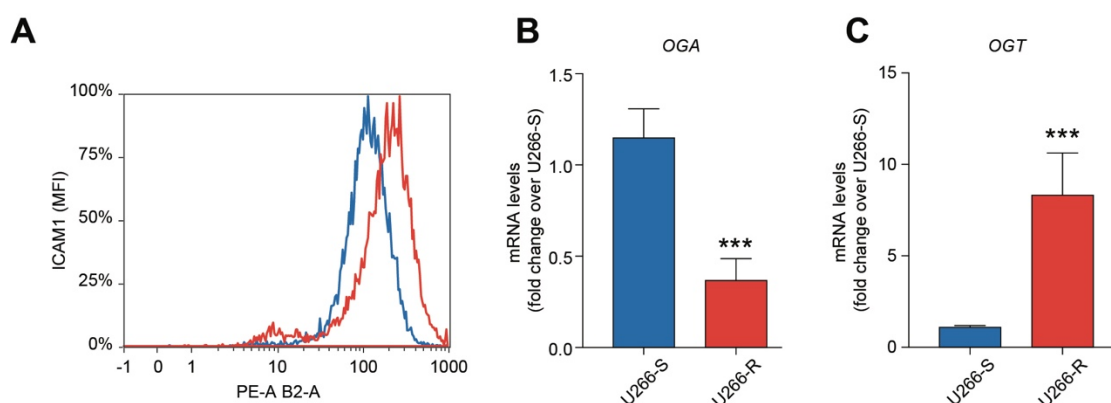 A
100%
75%
50%
25%
0%
ICAM1 (MFI)
-1 0 1 10 100 1000
PE-A B2-A
B
OGA
mRNA levels
(fold change over U266-S)
1.5
1.0
0.5
0.0
***
U266-S
U266-R
C
OGT
mRNA levels
(fold change over U266-S)
15
10
5
0
***
U266-S
U266-R